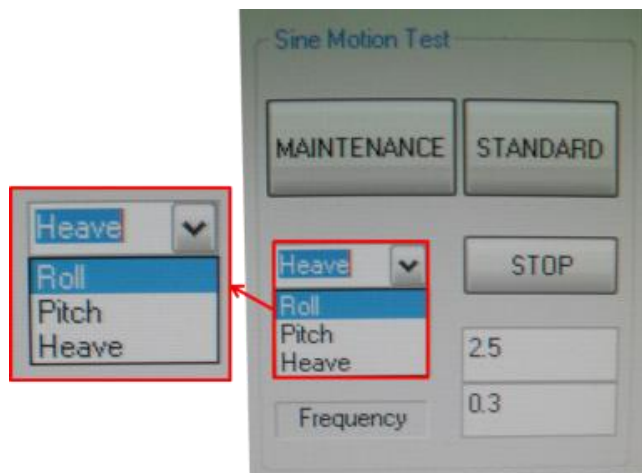 Sine Motion Test
MAINTENANCE
STANDARD
Heave
Roll
Pitch
Heave
Heave
Roll
Pitch
Heave
STOP
2.5
Frequency
0.3